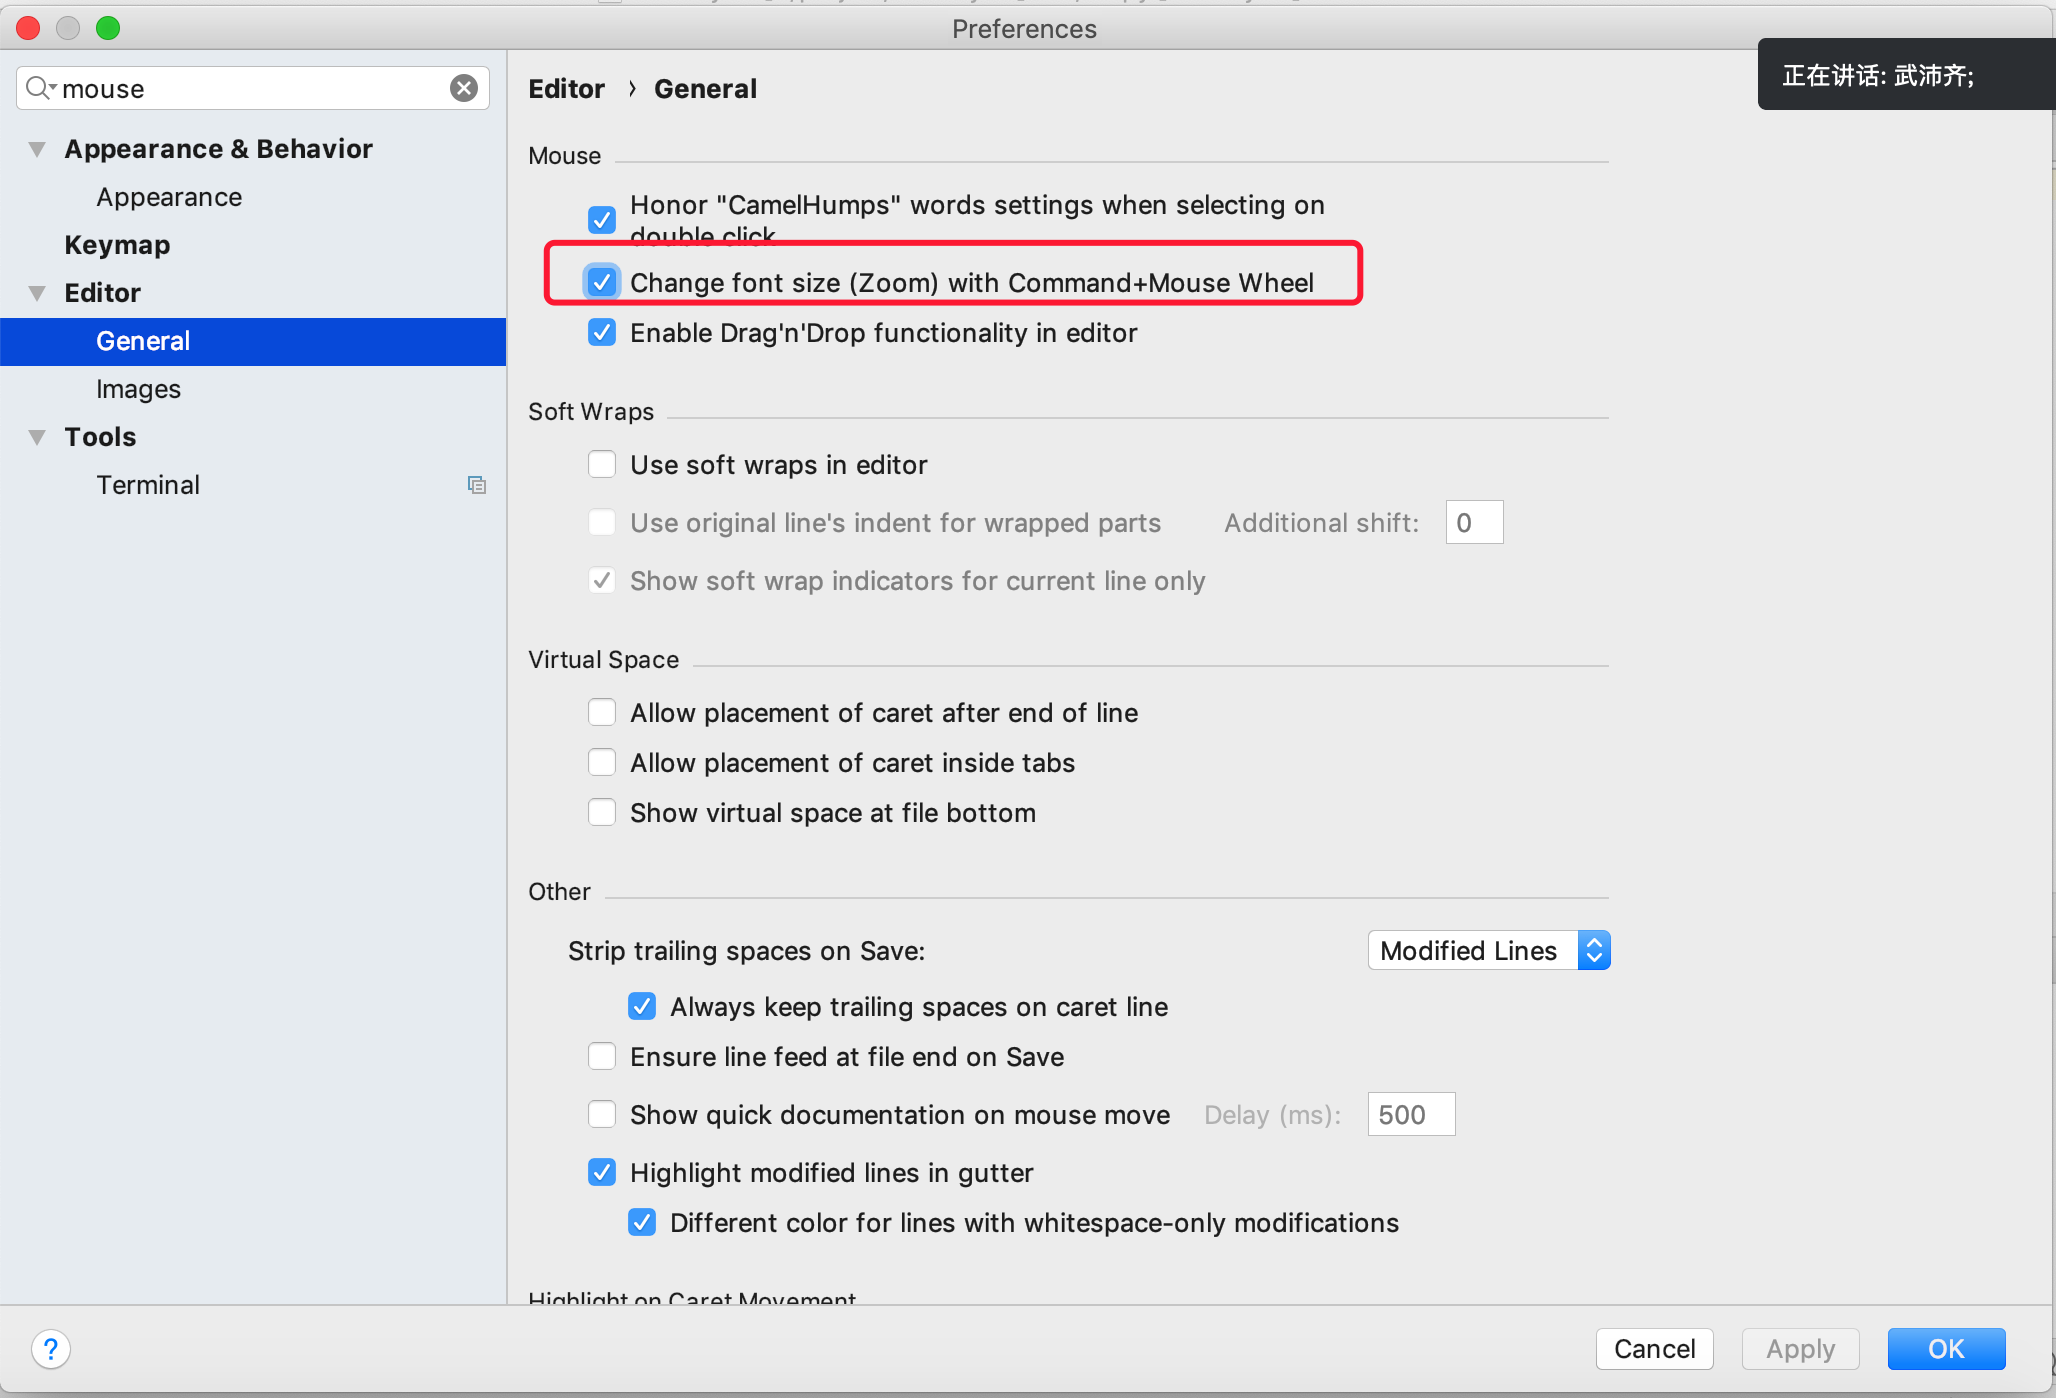 Preferences
正在讲话: 武沛齐;
mouse
Appearance & Behavior
Appearance
Keymap
Editor
General
Images
Tools
Terminal
Editor › General
Mouse
Honor "CamelHumps" words settings when selecting on
double click
Change font size (Zoom) with Command+Mouse Wheel
Enable Drag'n'Drop functionality in editor
Soft Wraps
Use soft wraps in editor
Use original line's indent for wrapped parts Additional shift: 0
Show soft wrap indicators for current line only
Virtual Space
Allow placement of caret after end of line
Allow placement of caret inside tabs
Show virtual space at file bottom
Other
Strip trailing spaces on Save: Modified Lines
Always keep trailing spaces on caret line
Ensure line feed at file end on Save
Show quick documentation on mouse move Delay (ms): 500
Highlight modified lines in gutter
Different color for lines with whitespace-only modifications
Highlight on Caret Movement
?
Cancel
Apply
OK